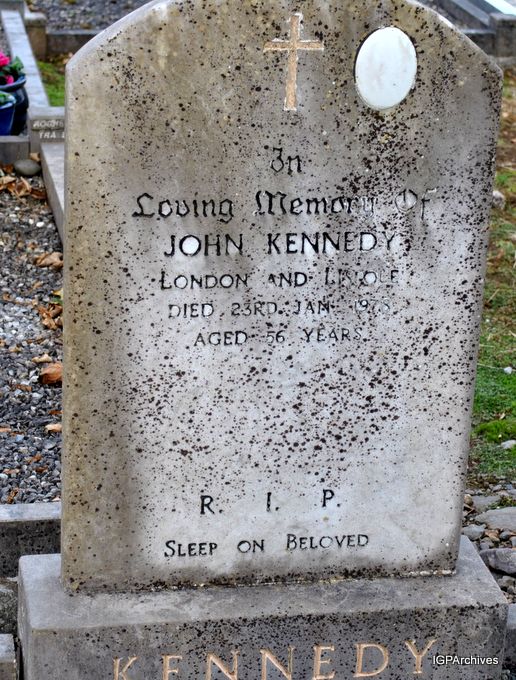 In
Loving Memory Of
JOHN KENNEDY
LONDON AND
DIED 23RD. JAN. 1978
AGED 56 YEARS.
R. I. P.
SLEEP ON BELOVED
KENNEDY
IGPArchives